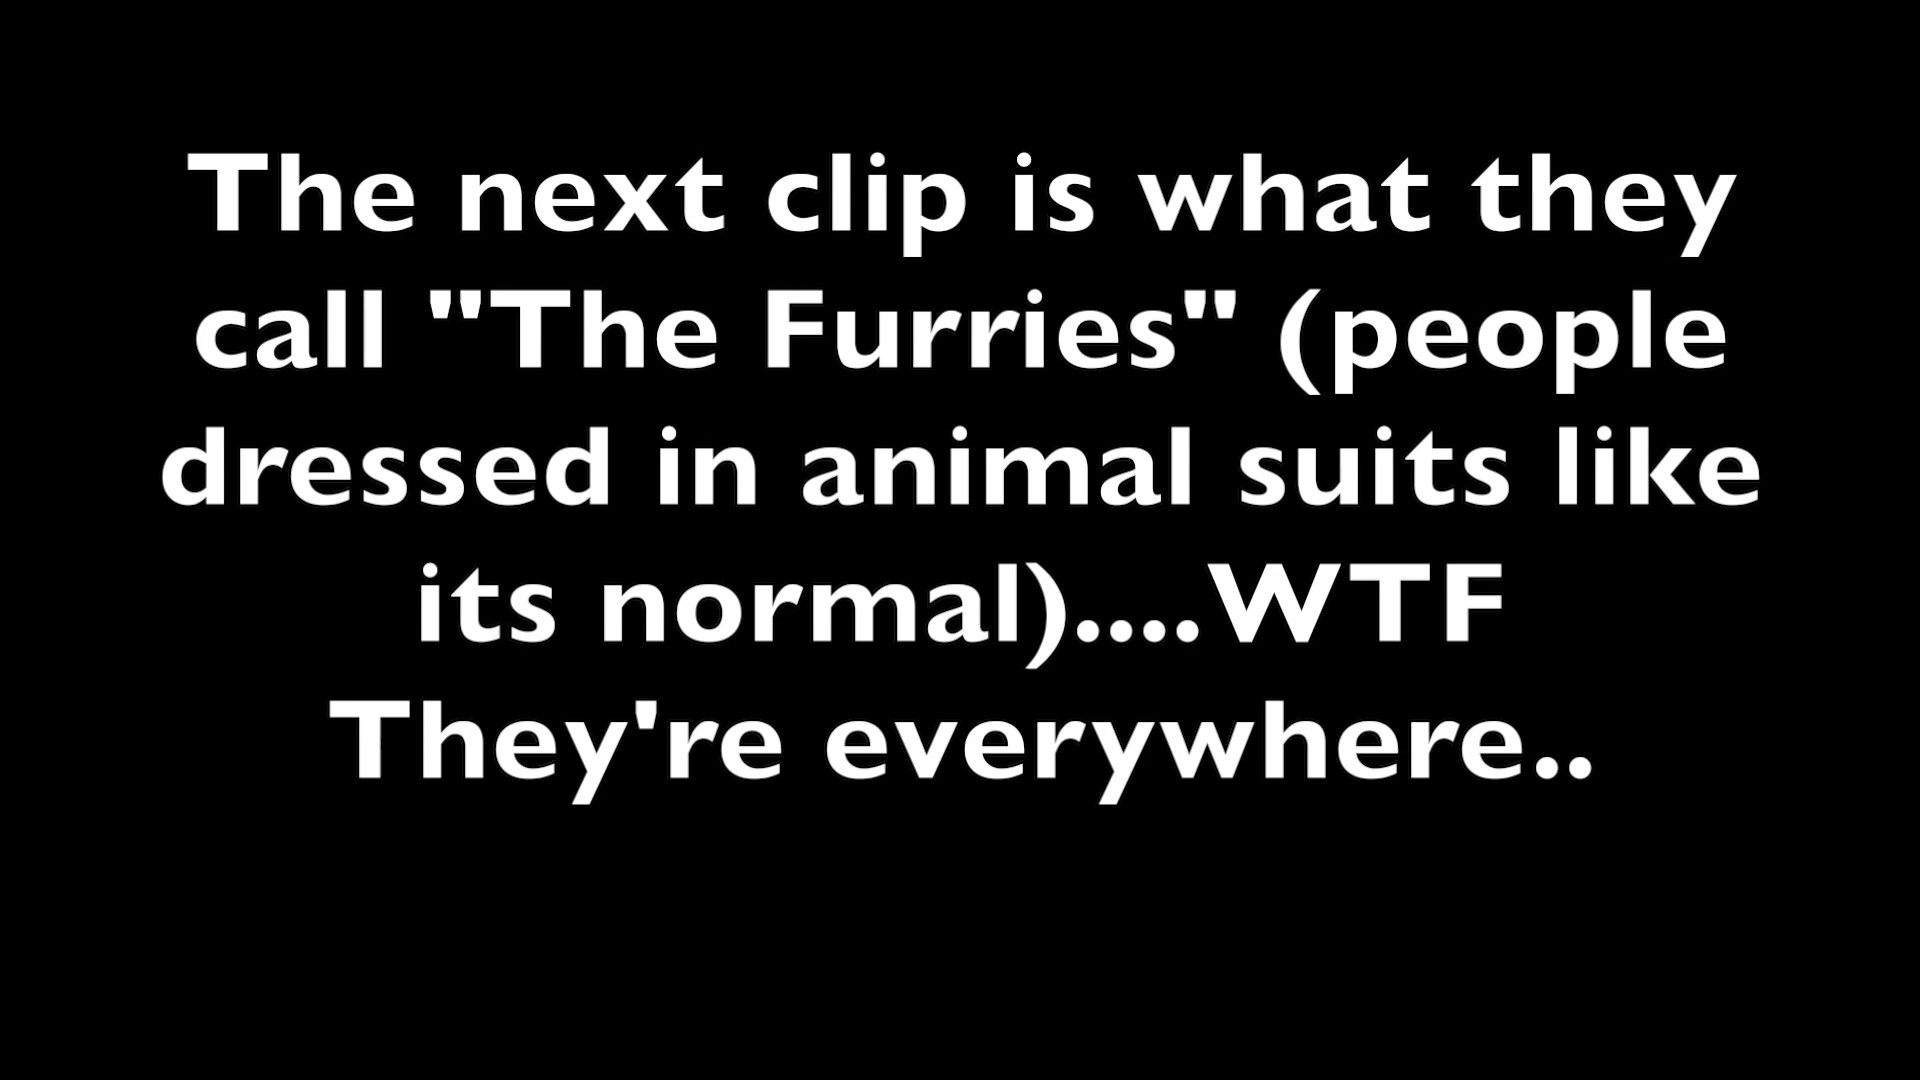 The next clip is what they
call "The Furries" (people
dressed in animal suits like
its normal)....WTF
They're everywhere..